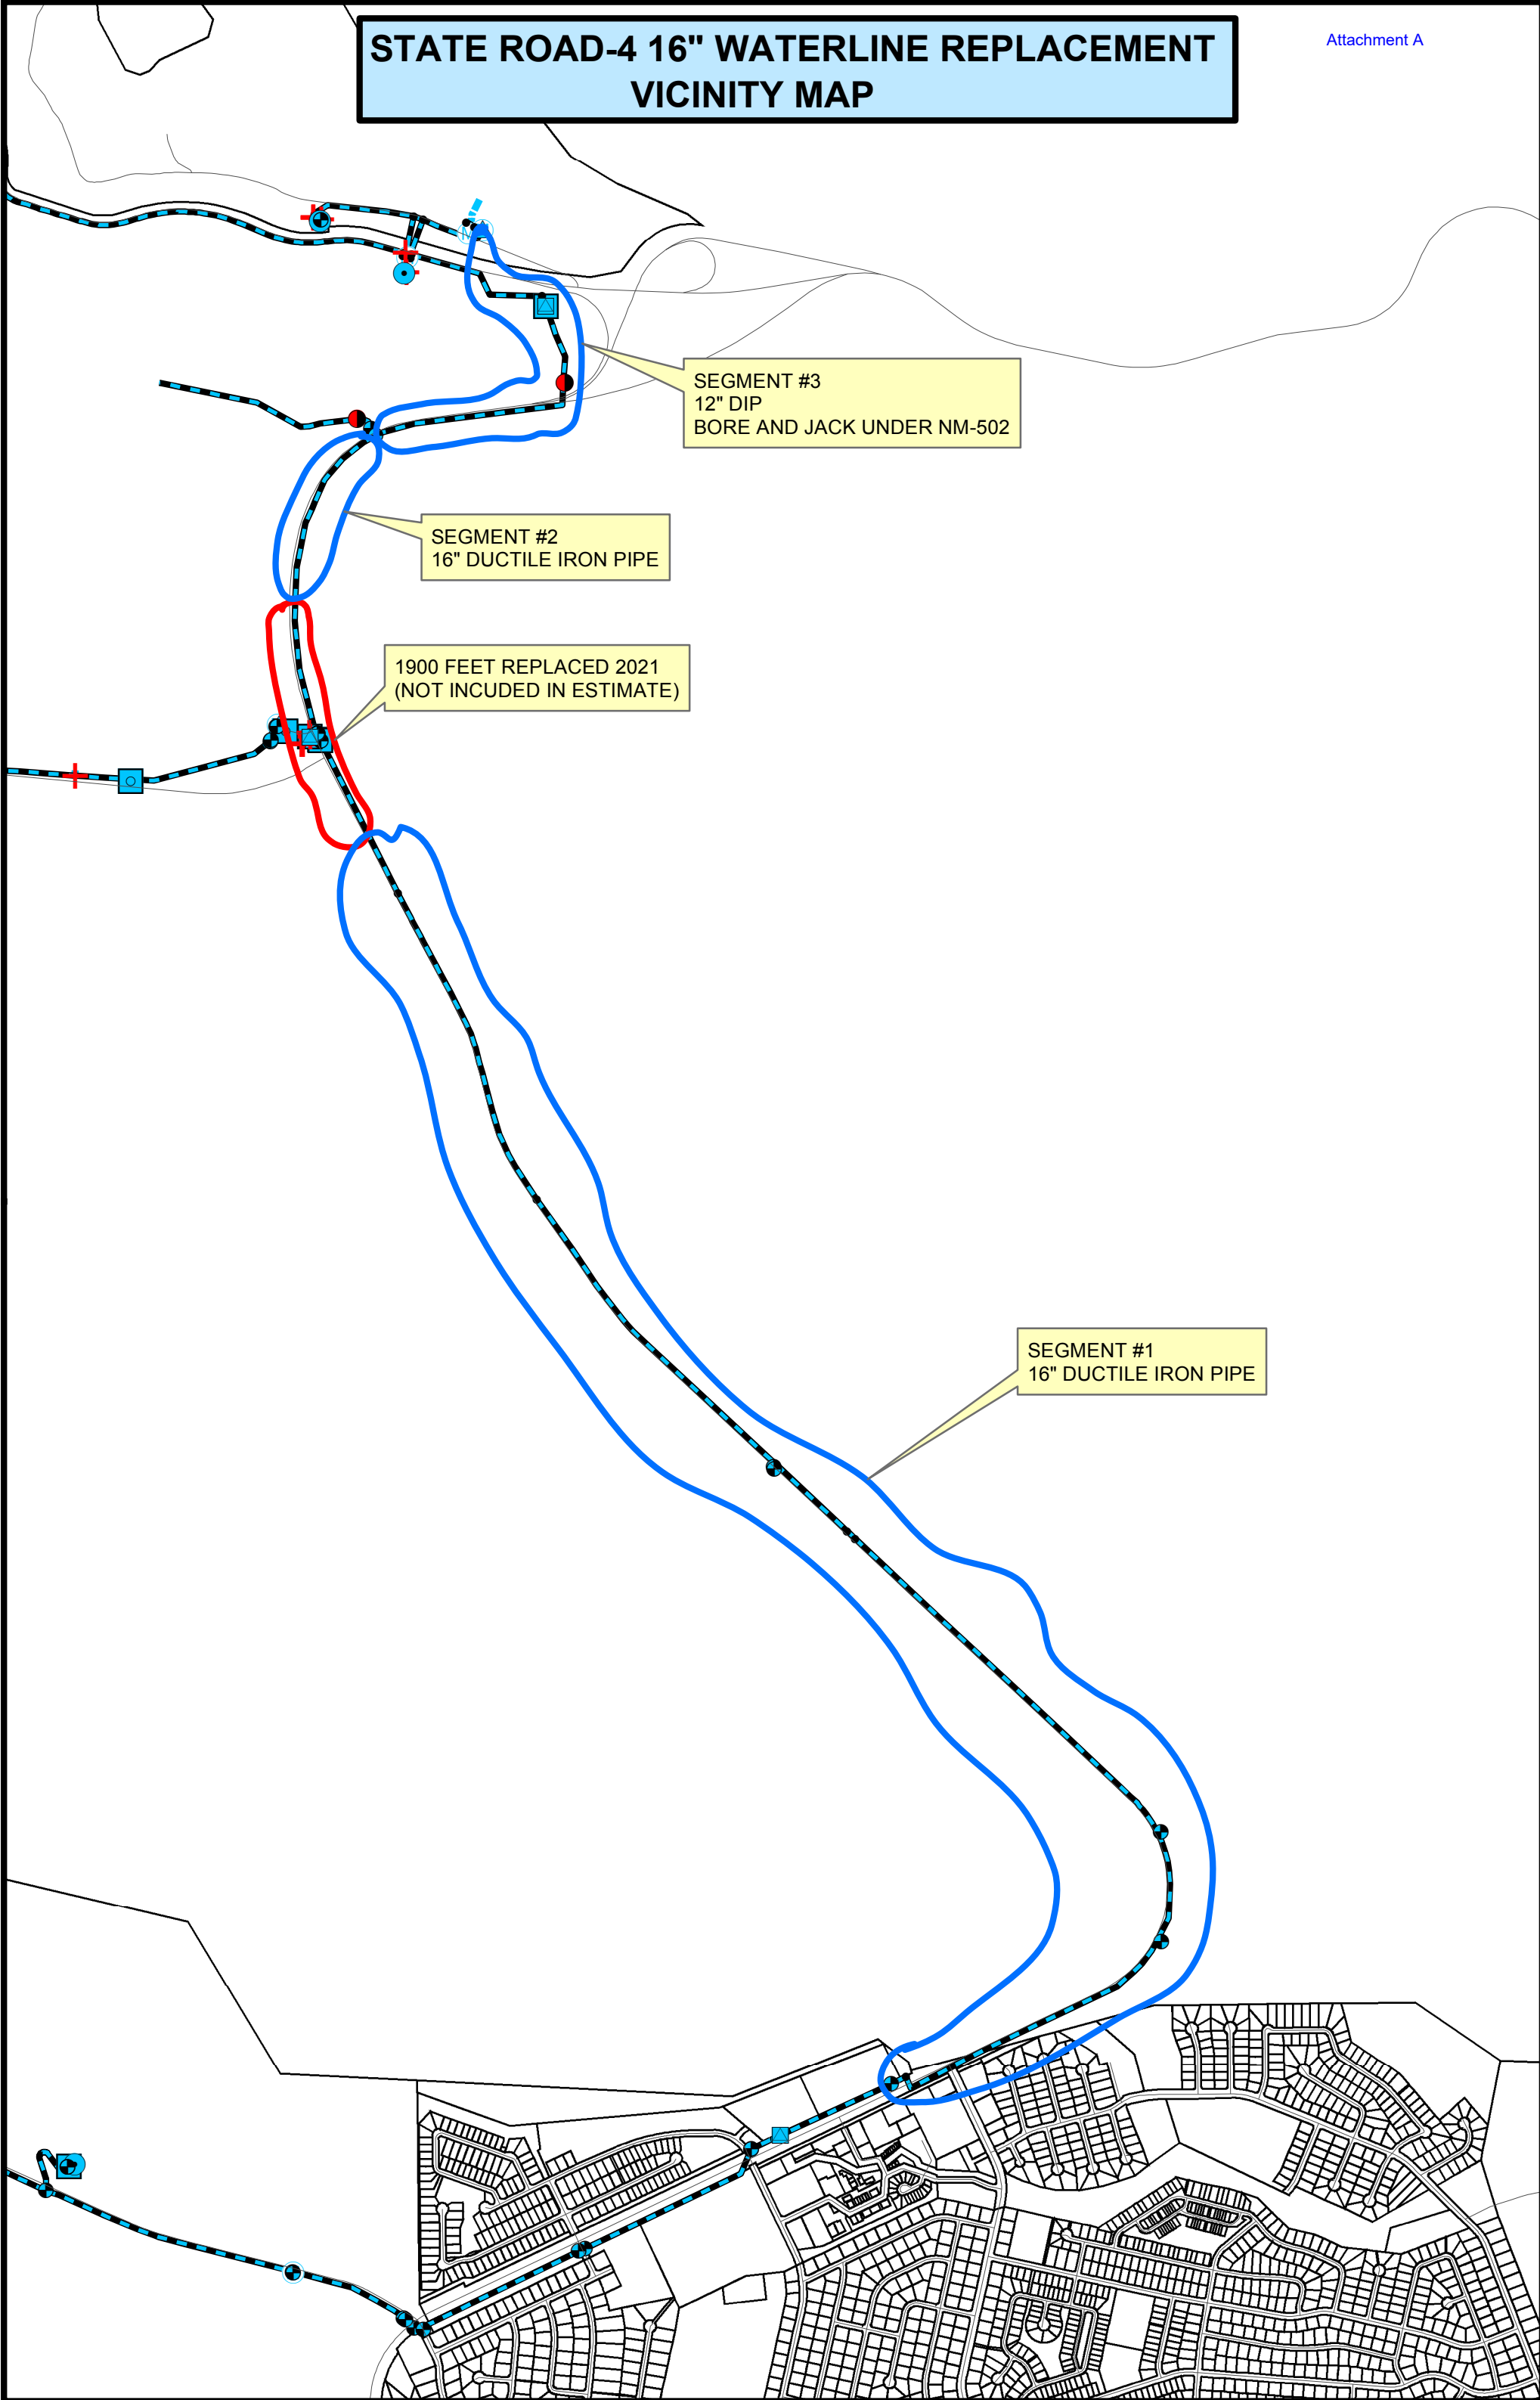 STATE ROAD-4 16" WATERLINE REPLACEMENT
VICINITY MAP
Attachment A
SEGMENT #3
12" DIP
BORE AND JACK UNDER NM-502
SEGMENT #2
16" DUCTILE IRON PIPE
1900 FEET REPLACED 2021
(NOT INCUDED IN ESTIMATE)
SEGMENT #1
16" DUCTILE IRON PIPE